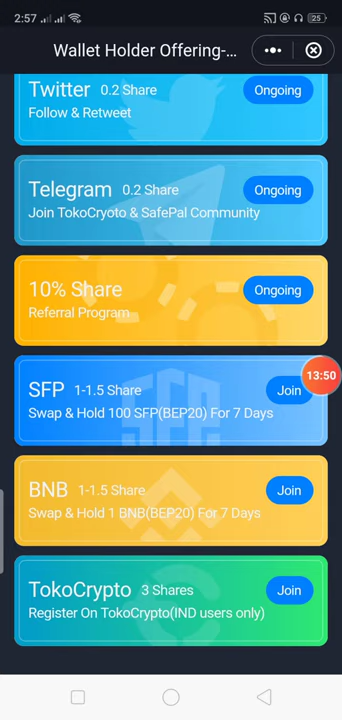 2:57
25
Wallet Holder Offering-...
Twitter 0.2 Share
Ongoing
Follow & Retweet
Telegram 0.2 Share
Ongoing
Join TokoCryoto & SafePal Community
10% Share
Ongoing
Referral Program
13:50
SFP 1-1.5 Share
Join
Swap & Hold 100 SFP(BEP20) For 7 Days
SFP
BNB 1-1.5 Share
Join
Swap & Hold 1 BNB(BEP20) For 7 Days
TokoCrypto 3 Shares
Join
Register On TokoCrypto(IND users only)